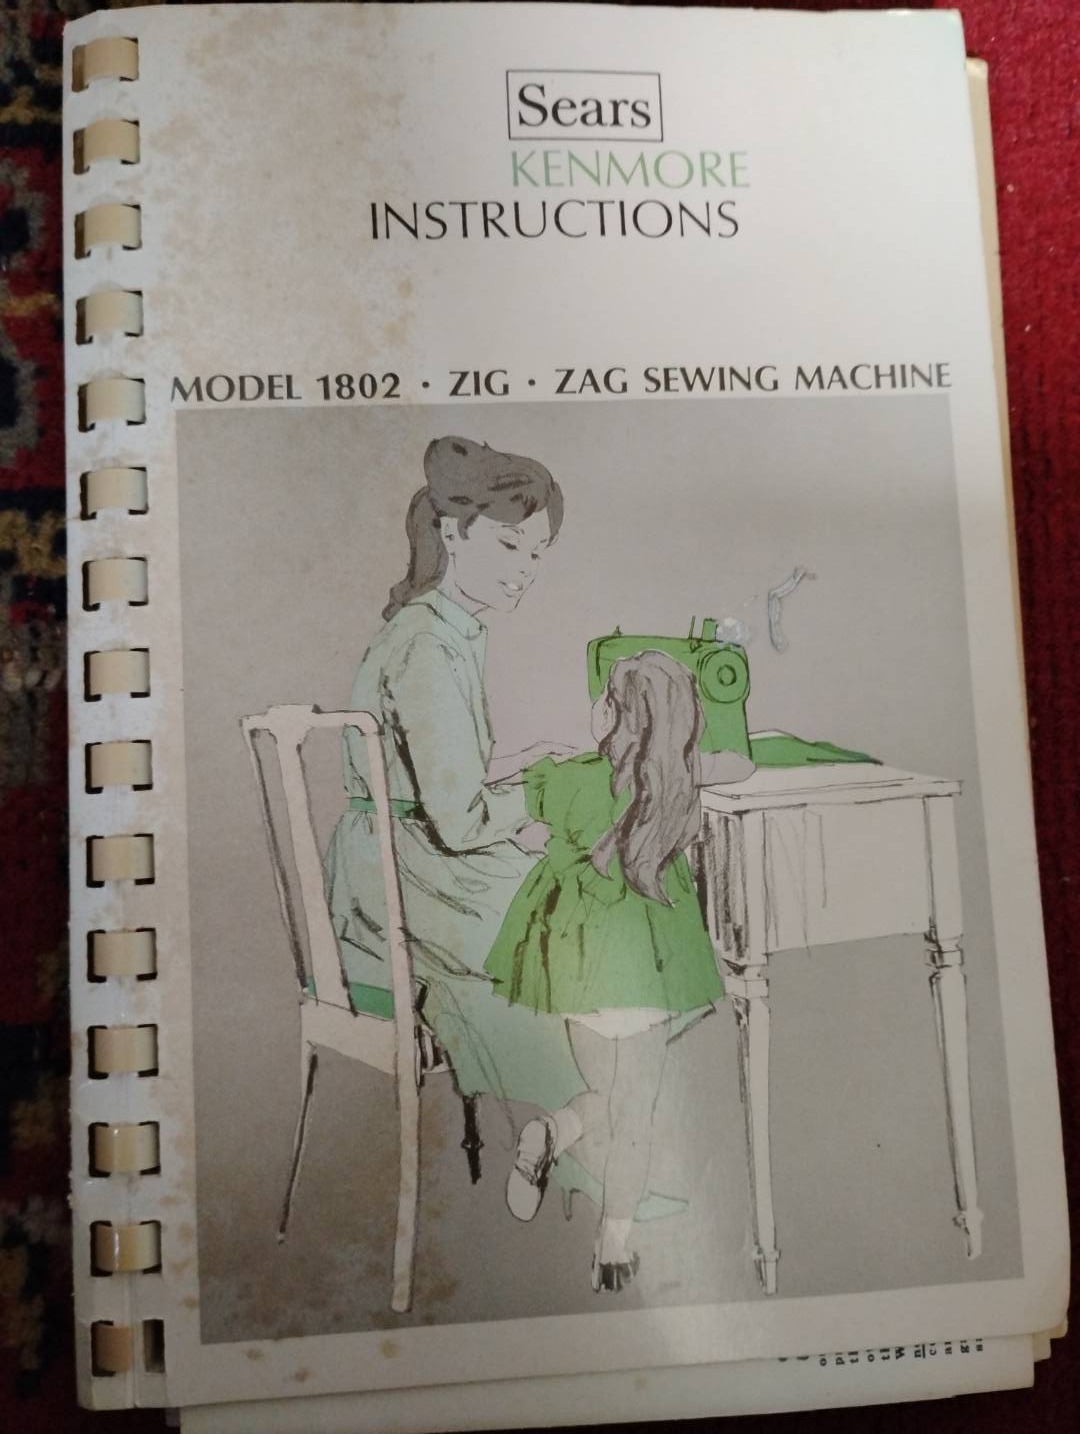 Sears
KENMORE
INSTRUCTIONS
MODEL 1802 · ZIG · ZAG SEWING MACHINE